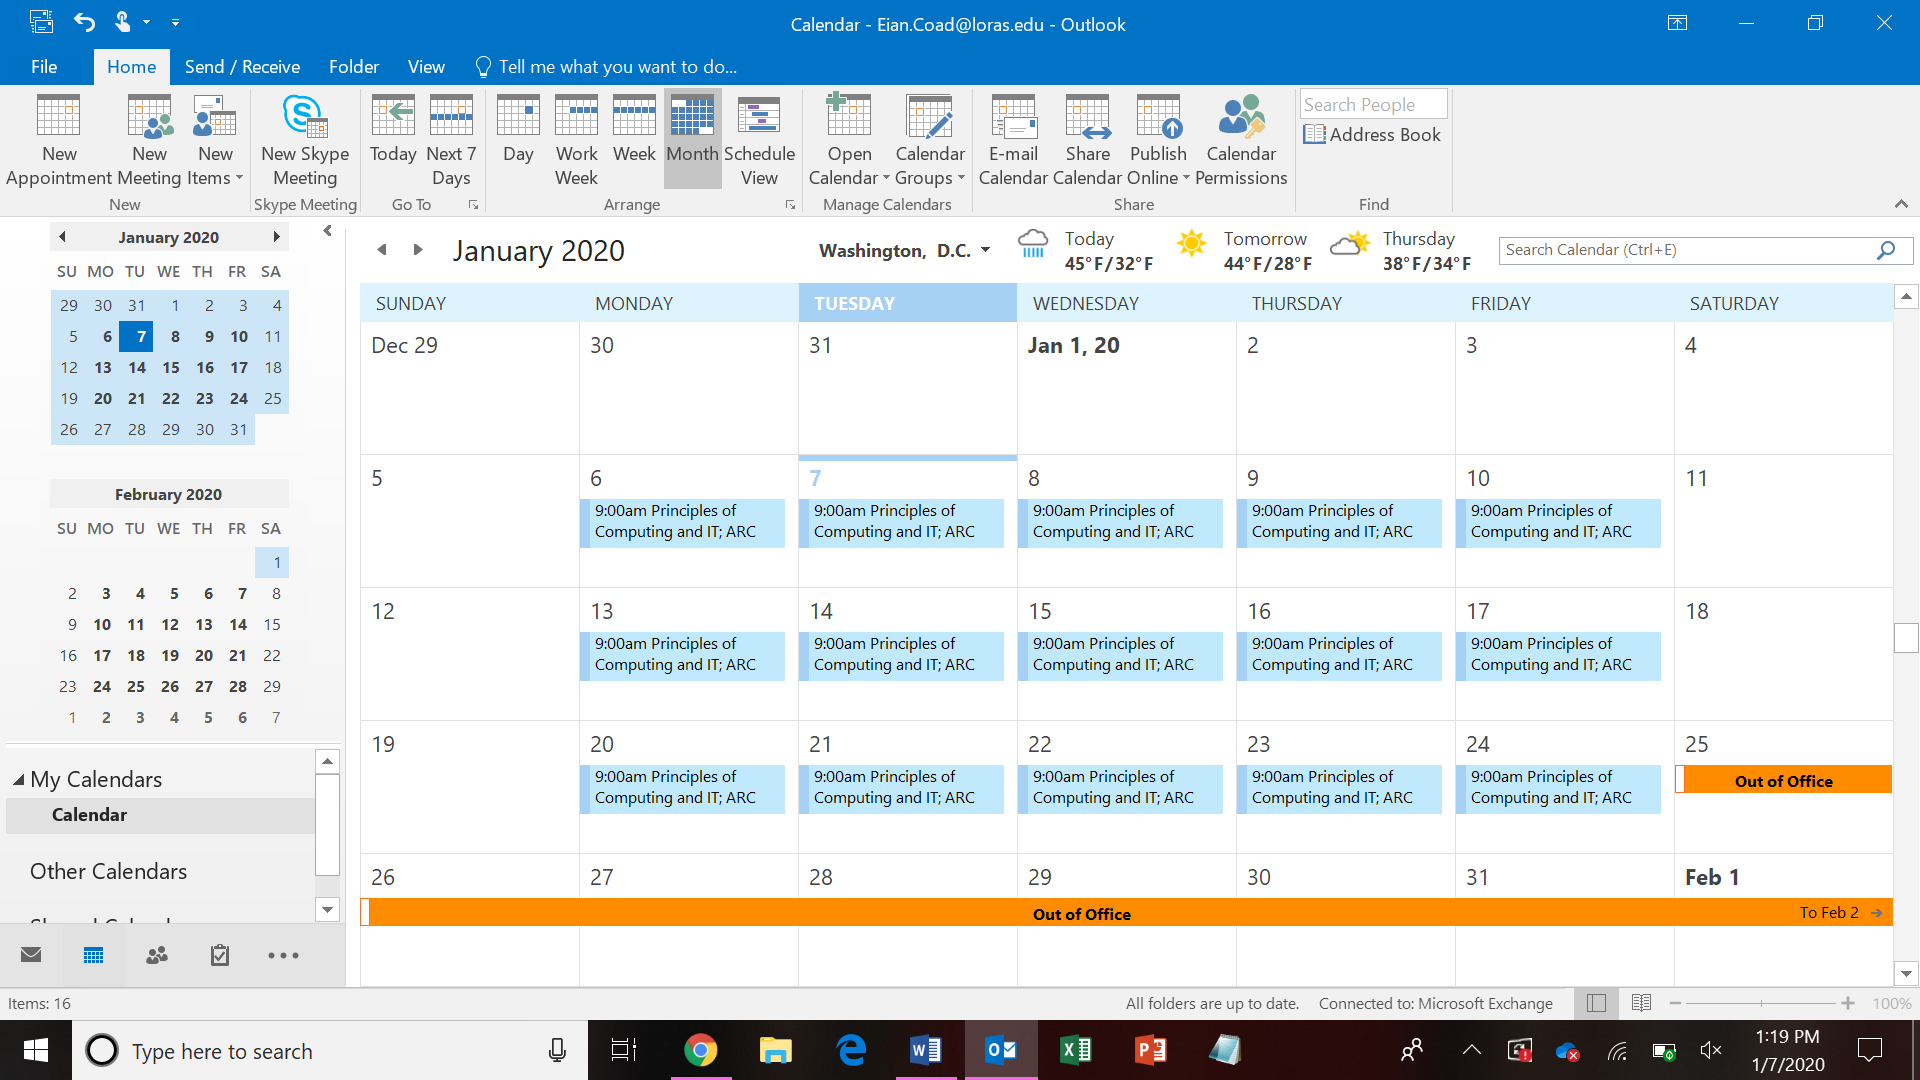 Calendar - Eian.Coad@loras.edu - Outlook
File Home Send / Receive Folder View Tell me what you want to do...
New Appointment
New Meeting
New Items
New
New Skype Meeting
Skype Meeting
Today
Next 7 Days
Go To
Day
Work Week
Week
Month
Schedule View
Arrange
Open Calendar
Calendar Groups
Manage Calendars
E-mail Calendar
Share Calendar
Publish Online
Calendar Permissions
Share
Search People
Address Book
Find
January 2020
SU MO TU WE TH FR SA
29 30 31 1 2 3 4
5 6 7 8 9 10 11
12 13 14 15 16 17 18
19 20 21 22 23 24 25
26 27 28 29 30 31
February 2020
SU MO TU WE TH FR SA
1
2 3 4 5 6 7 8
9 10 11 12 13 14 15
16 17 18 19 20 21 22
23 24 25 26 27 28 29
1 2 3 4 5 6 7
My Calendars
Calendar
Other Calendars
January 2020
Washington, D.C.
Today
45°F/32°F
Tomorrow
44°F/28°F
Thursday
38°F/34°F
Search Calendar (Ctrl+E)
SUNDAY MONDAY TUESDAY WEDNESDAY THURSDAY FRIDAY SATURDAY
Dec 29 30 31 Jan 1, 20 2 3 4
5 6 7 8 9 10 11
9:00am Principles of 9:00am Principles of 9:00am Principles of 9:00am Principles of 9:00am Principles of
Computing and IT; ARC Computing and IT; ARC Computing and IT; ARC Computing and IT; ARC Computing and IT; ARC
12 13 14 15 16 17 18
9:00am Principles of 9:00am Principles of 9:00am Principles of 9:00am Principles of 9:00am Principles of
Computing and IT; ARC Computing and IT; ARC Computing and IT; ARC Computing and IT; ARC Computing and IT; ARC
19 20 21 22 23 24 25
9:00am Principles of 9:00am Principles of 9:00am Principles of 9:00am Principles of 9:00am Principles of Out of Office
Computing and IT; ARC Computing and IT; ARC Computing and IT; ARC Computing and IT; ARC Computing and IT; ARC
26 27 28 29 30 31 Feb 1
Out of Office To Feb 2
Items: 16
All folders are up to date. Connected to: Microsoft Exchange
100%
Type here to search
1:19 PM
1/7/2020